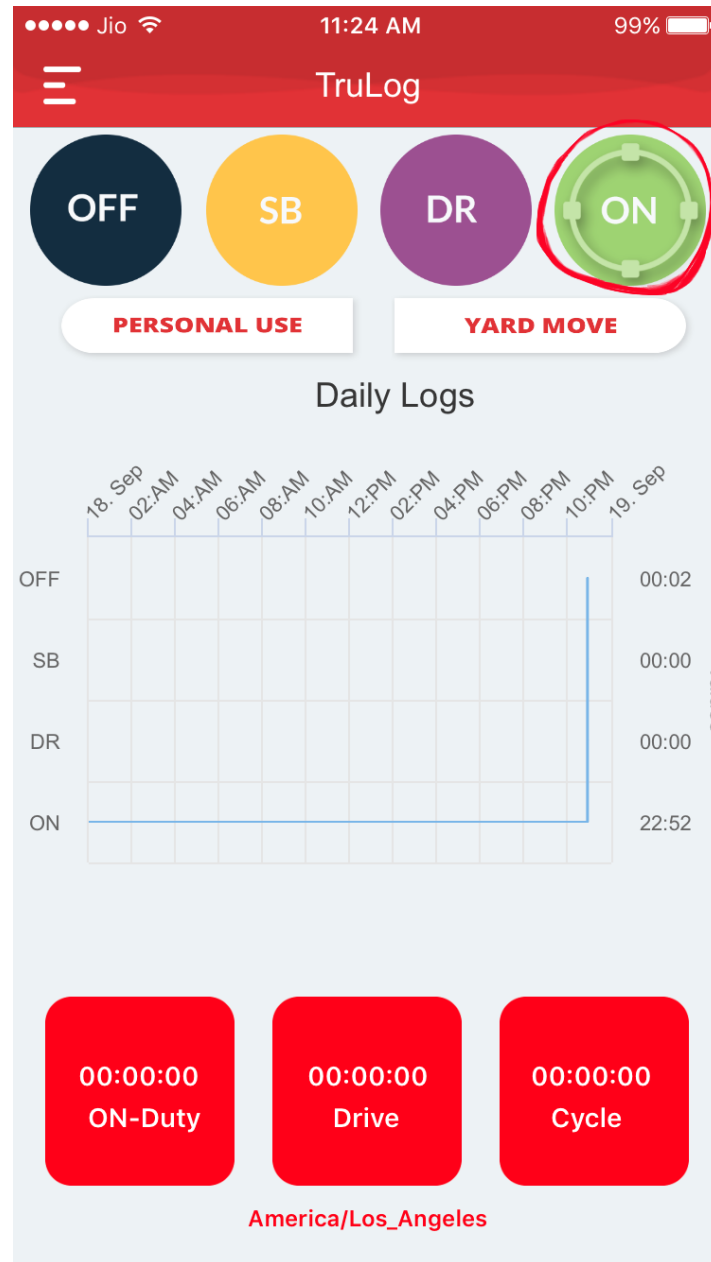 Jio 11:24 AM 99%
TruLog
OFF SB DR ON
PERSONAL USE YARD MOVE
Daily Logs
18. Sep 02:AM 04:AM 06:AM 08:AM 10:AM 12:PM 02:PM 04:PM 06:PM 08:PM 10:PM 19. Sep
OFF 00:02
SB 00:00
DR 00:00
ON 22:52
00:00:00 00:00:00 00:00:00
ON-Duty Drive Cycle
America/Los_Angeles